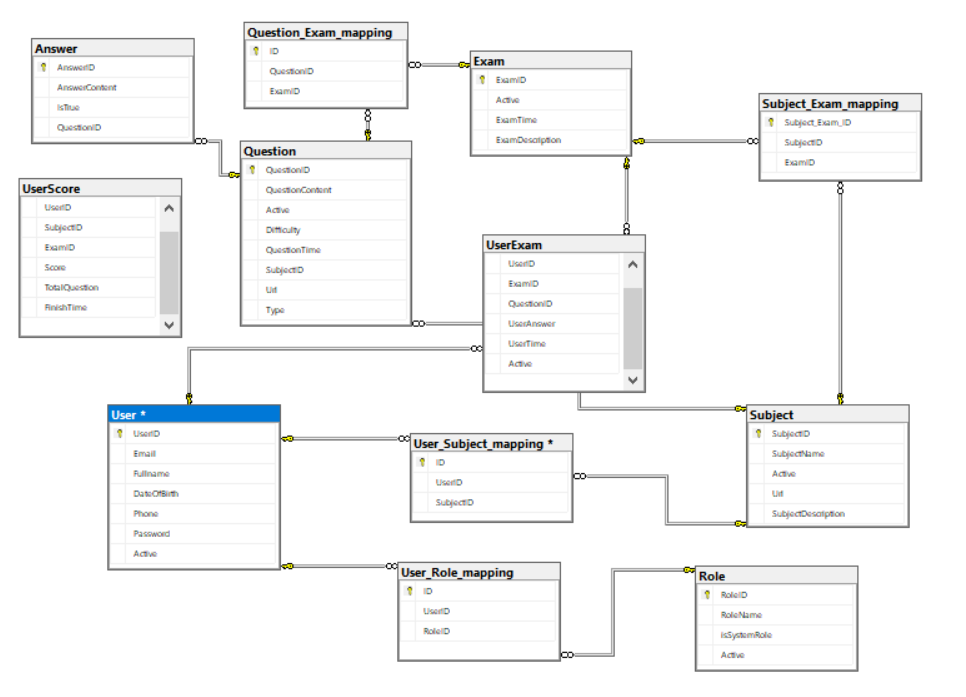 Answer
AnswerID
AnswerContent
IsTrue
QuestionID
Question_Exam_mapping
ID
QuestionID
ExamID
Exam
ExamID
Active
ExamTime
ExamDescription
Subject_Exam_mapping
Subject_Exam_ID
SubjectID
ExamID
UserScore
UserID
SubjectID
ExamID
Score
TotalQuestion
FinishTime
Question
QuestionID
QuestionContent
Active
Difficulty
QuestionTime
SubjectID
Url
Type
UserExam
UserID
ExamID
QuestionID
UserAnswer
UserTime
Active
User *
UserID
Email
Fullname
DateOfBirth
Phone
Password
Active
User_Subject_mapping *
ID
UserID
SubjectID
Subject
SubjectID
SubjectName
Active
Url
SubjectDescription
User_Role_mapping
ID
UserID
RoleID
Role
RoleID
RoleName
IsSystemRole
Active